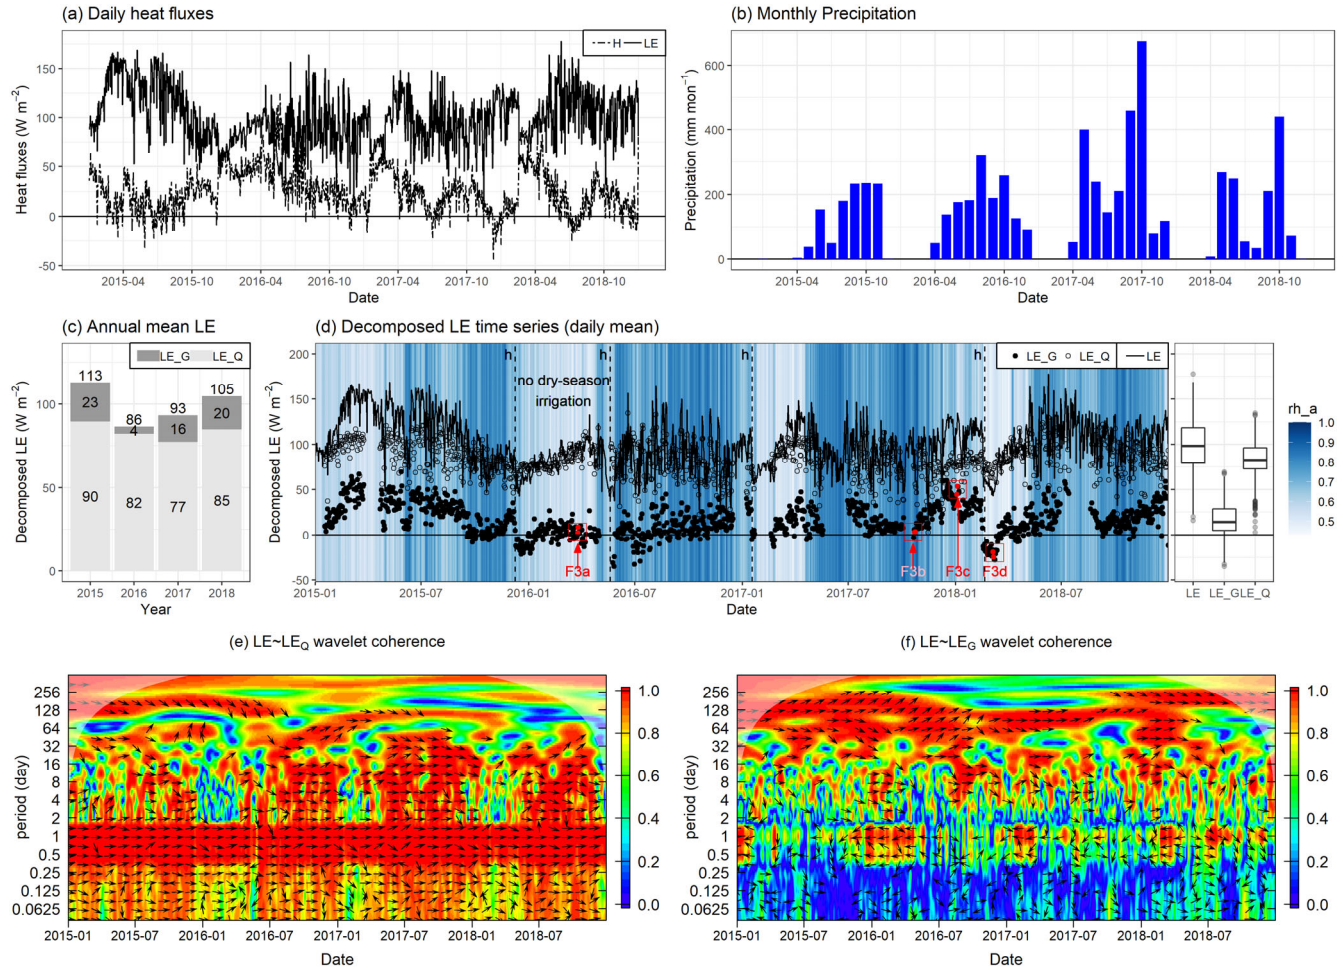 (a) Daily heat fluxes
Heat fluxes (W m⁻²)
150
100
50
0
-50
H LE
2015-04 2015-10 2016-04 2016-10 2017-04 2017-10 2018-04 2018-10
Date
(b) Monthly Precipitation
Precipitation (mm mon⁻¹)
600
400
200
0
2015-04 2015-10 2016-04 2016-10 2017-04 2017-10 2018-04 2018-10
Date
(c) Annual mean LE
Decomposed LE (W m⁻²)
LE_G LE_Q
100
50
0
113 86 93 105
23 4 16 20
90 82 77 85
2015 2016 2017 2018
Year
(d) Decomposed LE time series (daily mean)
Decomposed LE (W m⁻²)
200
150
100
50
0
-50
h h h h
LE_G LE_Q LE
no dry-season
irrigation
F3a F3b F3c F3d
2015-01 2015-07 2016-01 2016-07 2017-01 2017-07 2018-01 2018-07
Date
LE LE_G LE_Q
rh_a
1.0
0.9
0.8
0.7
0.6
0.5
(e) LE~LE_Q wavelet coherence
period (day)
256
128
64
32
16
8
4
2
1
0.5
0.25
0.125
0.0625
2015-01 2015-07 2016-01 2016-07 2017-01 2017-07 2018-01 2018-07
Date
1.0
0.8
0.6
0.4
0.2
0.0
(f) LE~LE_G wavelet coherence
period (day)
256
128
64
32
16
8
4
2
1
0.5
0.25
0.125
0.0625
2015-01 2015-07 2016-01 2016-07 2017-01 2017-07 2018-01 2018-07
Date
1.0
0.8
0.6
0.4
0.2
0.0